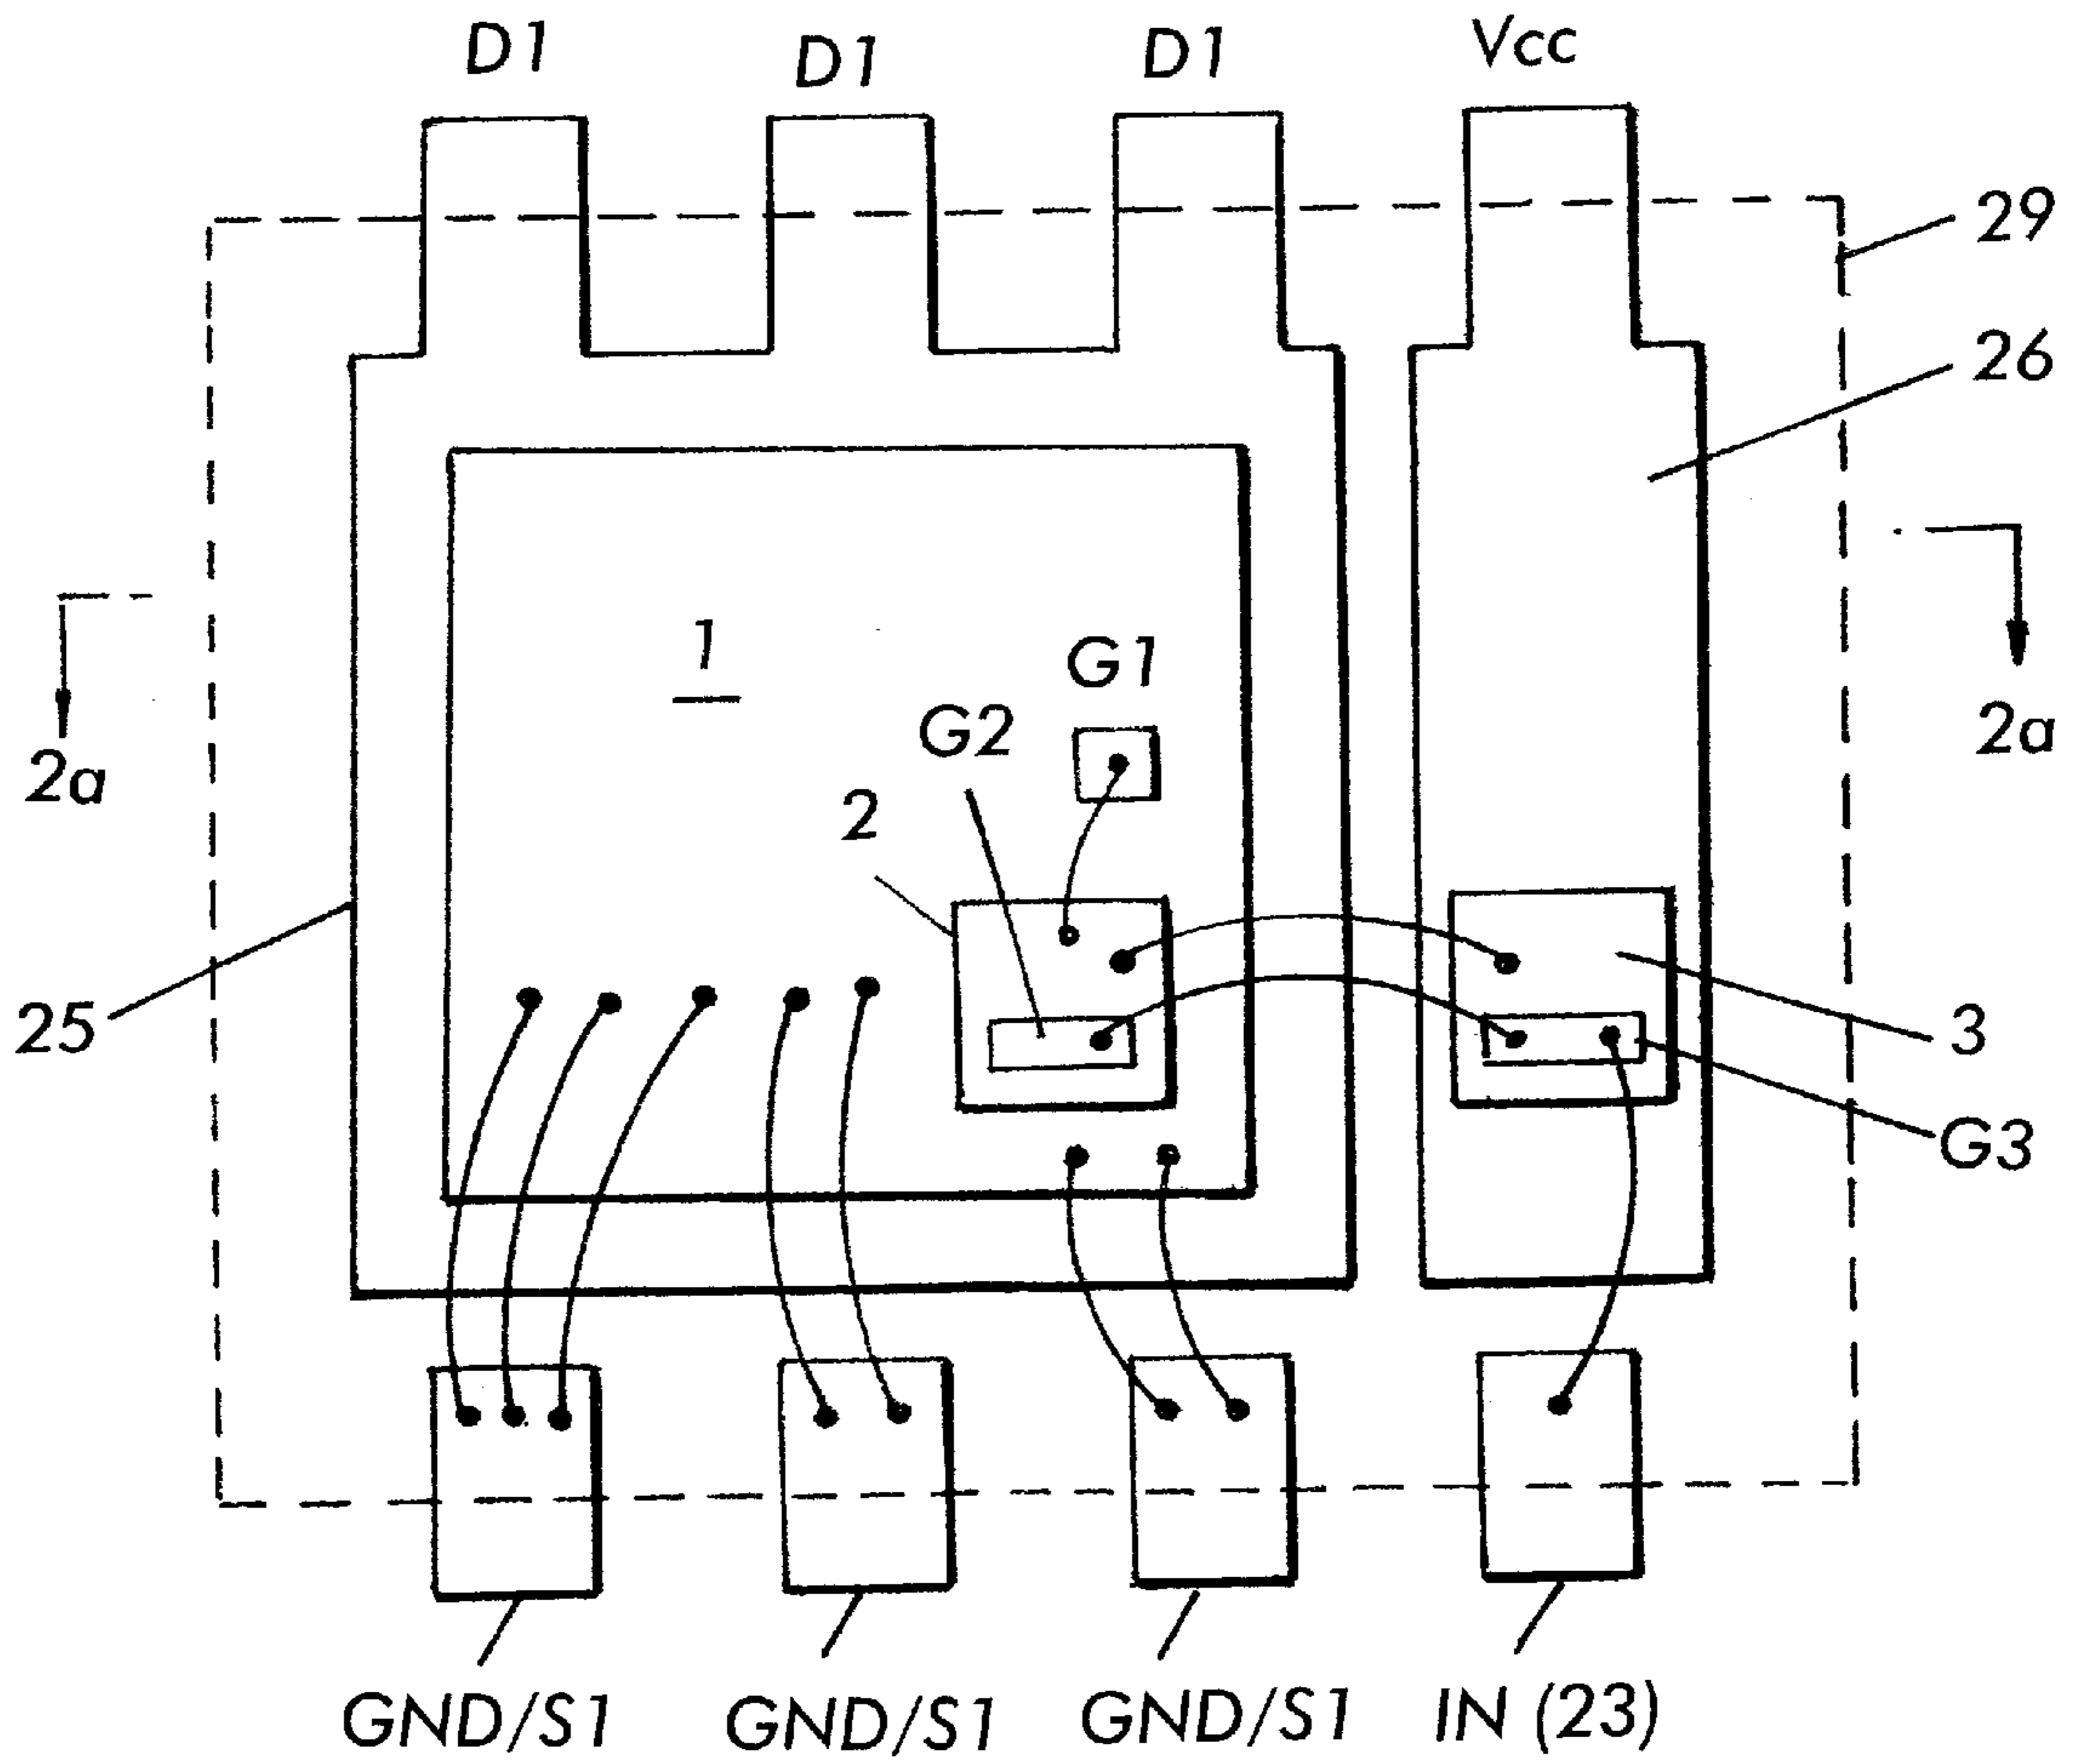 D1 D1 D1 Vcc
29
26
1
G1
G2
2a
2a
2
25
3
G3
GND/S1 GND/S1 GND/S1 IN (23)